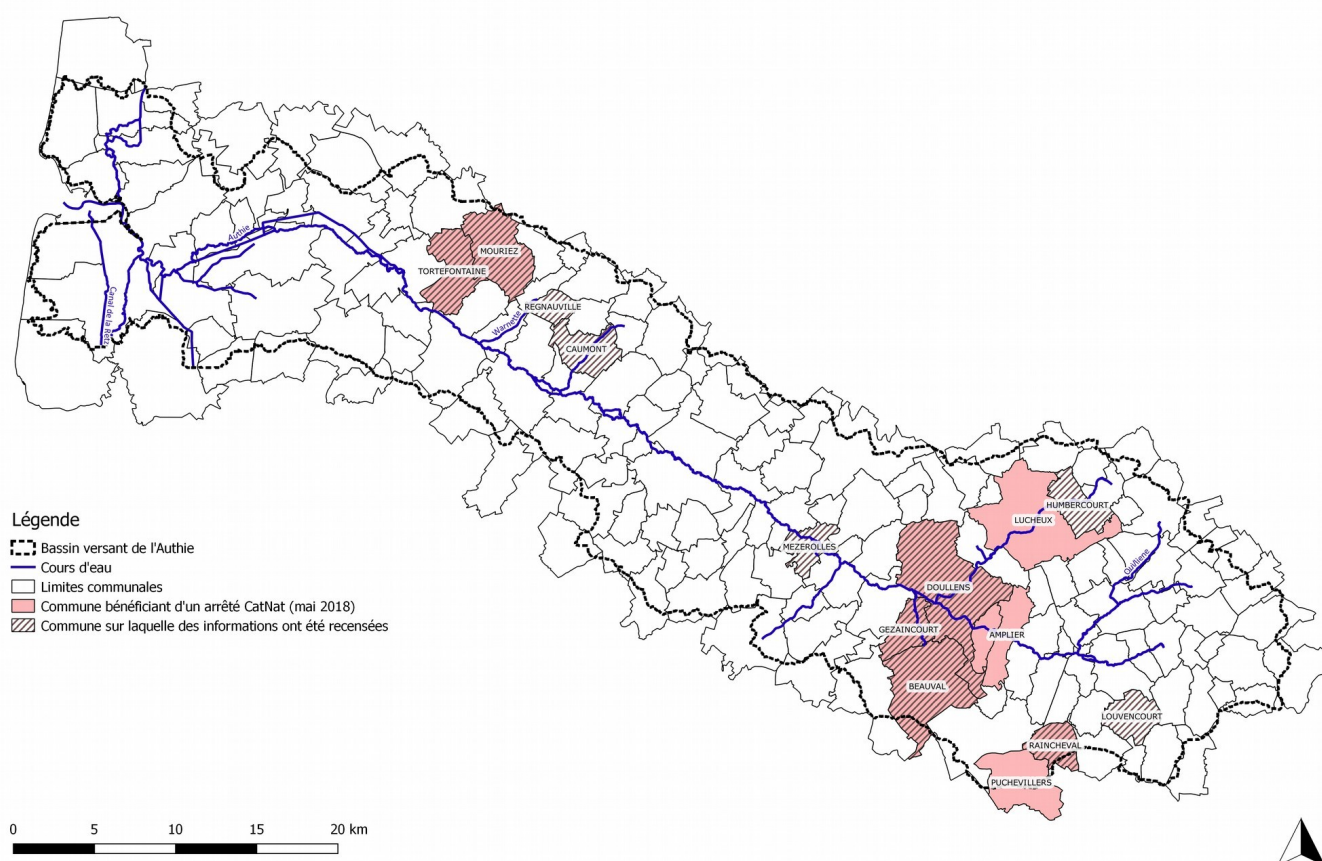 Authie
Canal de la Retz
MOURIEZ
TORTEFONTAINE
REGNAUVILLE
Warnette
CAUMONT
HUMBERCOURT
LUCHEUX
MEZEROLLES
Quilliene
DOULLENS
GEZAINCOURT
AMPLIER
BEAUVAL
LOUVENCOURT
RAINCHEVAL
PUCHEVILLERS
Légende
Bassin versant de l'Authie
Cours d'eau
Limites communales
Commune bénéficiant d'un arrêté CatNat (mai 2018)
Commune sur laquelle des informations ont été recensées
0 5 10 15 20 km